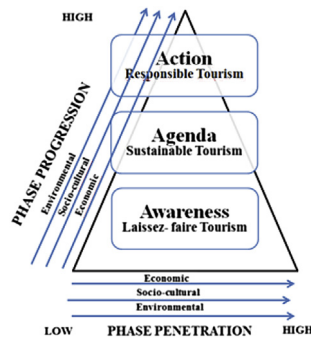 HIGH
Action
Responsible Tourism
Agenda
Sustainable Tourism
Awareness
Laissez- faire Tourism
PHASE PROGRESSION
Environmental
Socio-cultural
Economic
Economic
Socio-cultural
Environmental
LOW PHASE PENETRATION HIGH